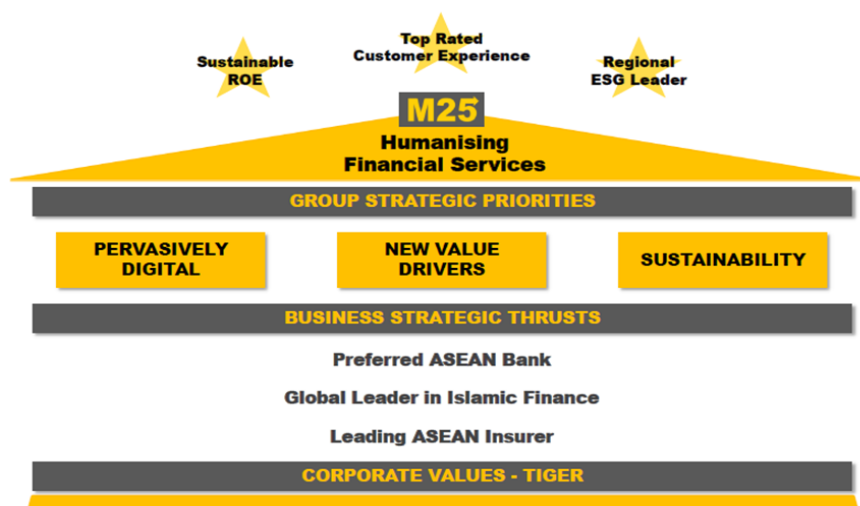 Sustainable
ROE
Top Rated
Customer Experience
Regional
ESG Leader
M25+
Humanising
Financial Services
GROUP STRATEGIC PRIORITIES
PERVASIVELY
DIGITAL
NEW VALUE
DRIVERS
SUSTAINABILITY
BUSINESS STRATEGIC THRUSTS
Preferred ASEAN Bank
Global Leader in Islamic Finance
Leading ASEAN Insurer
CORPORATE VALUES - TIGER